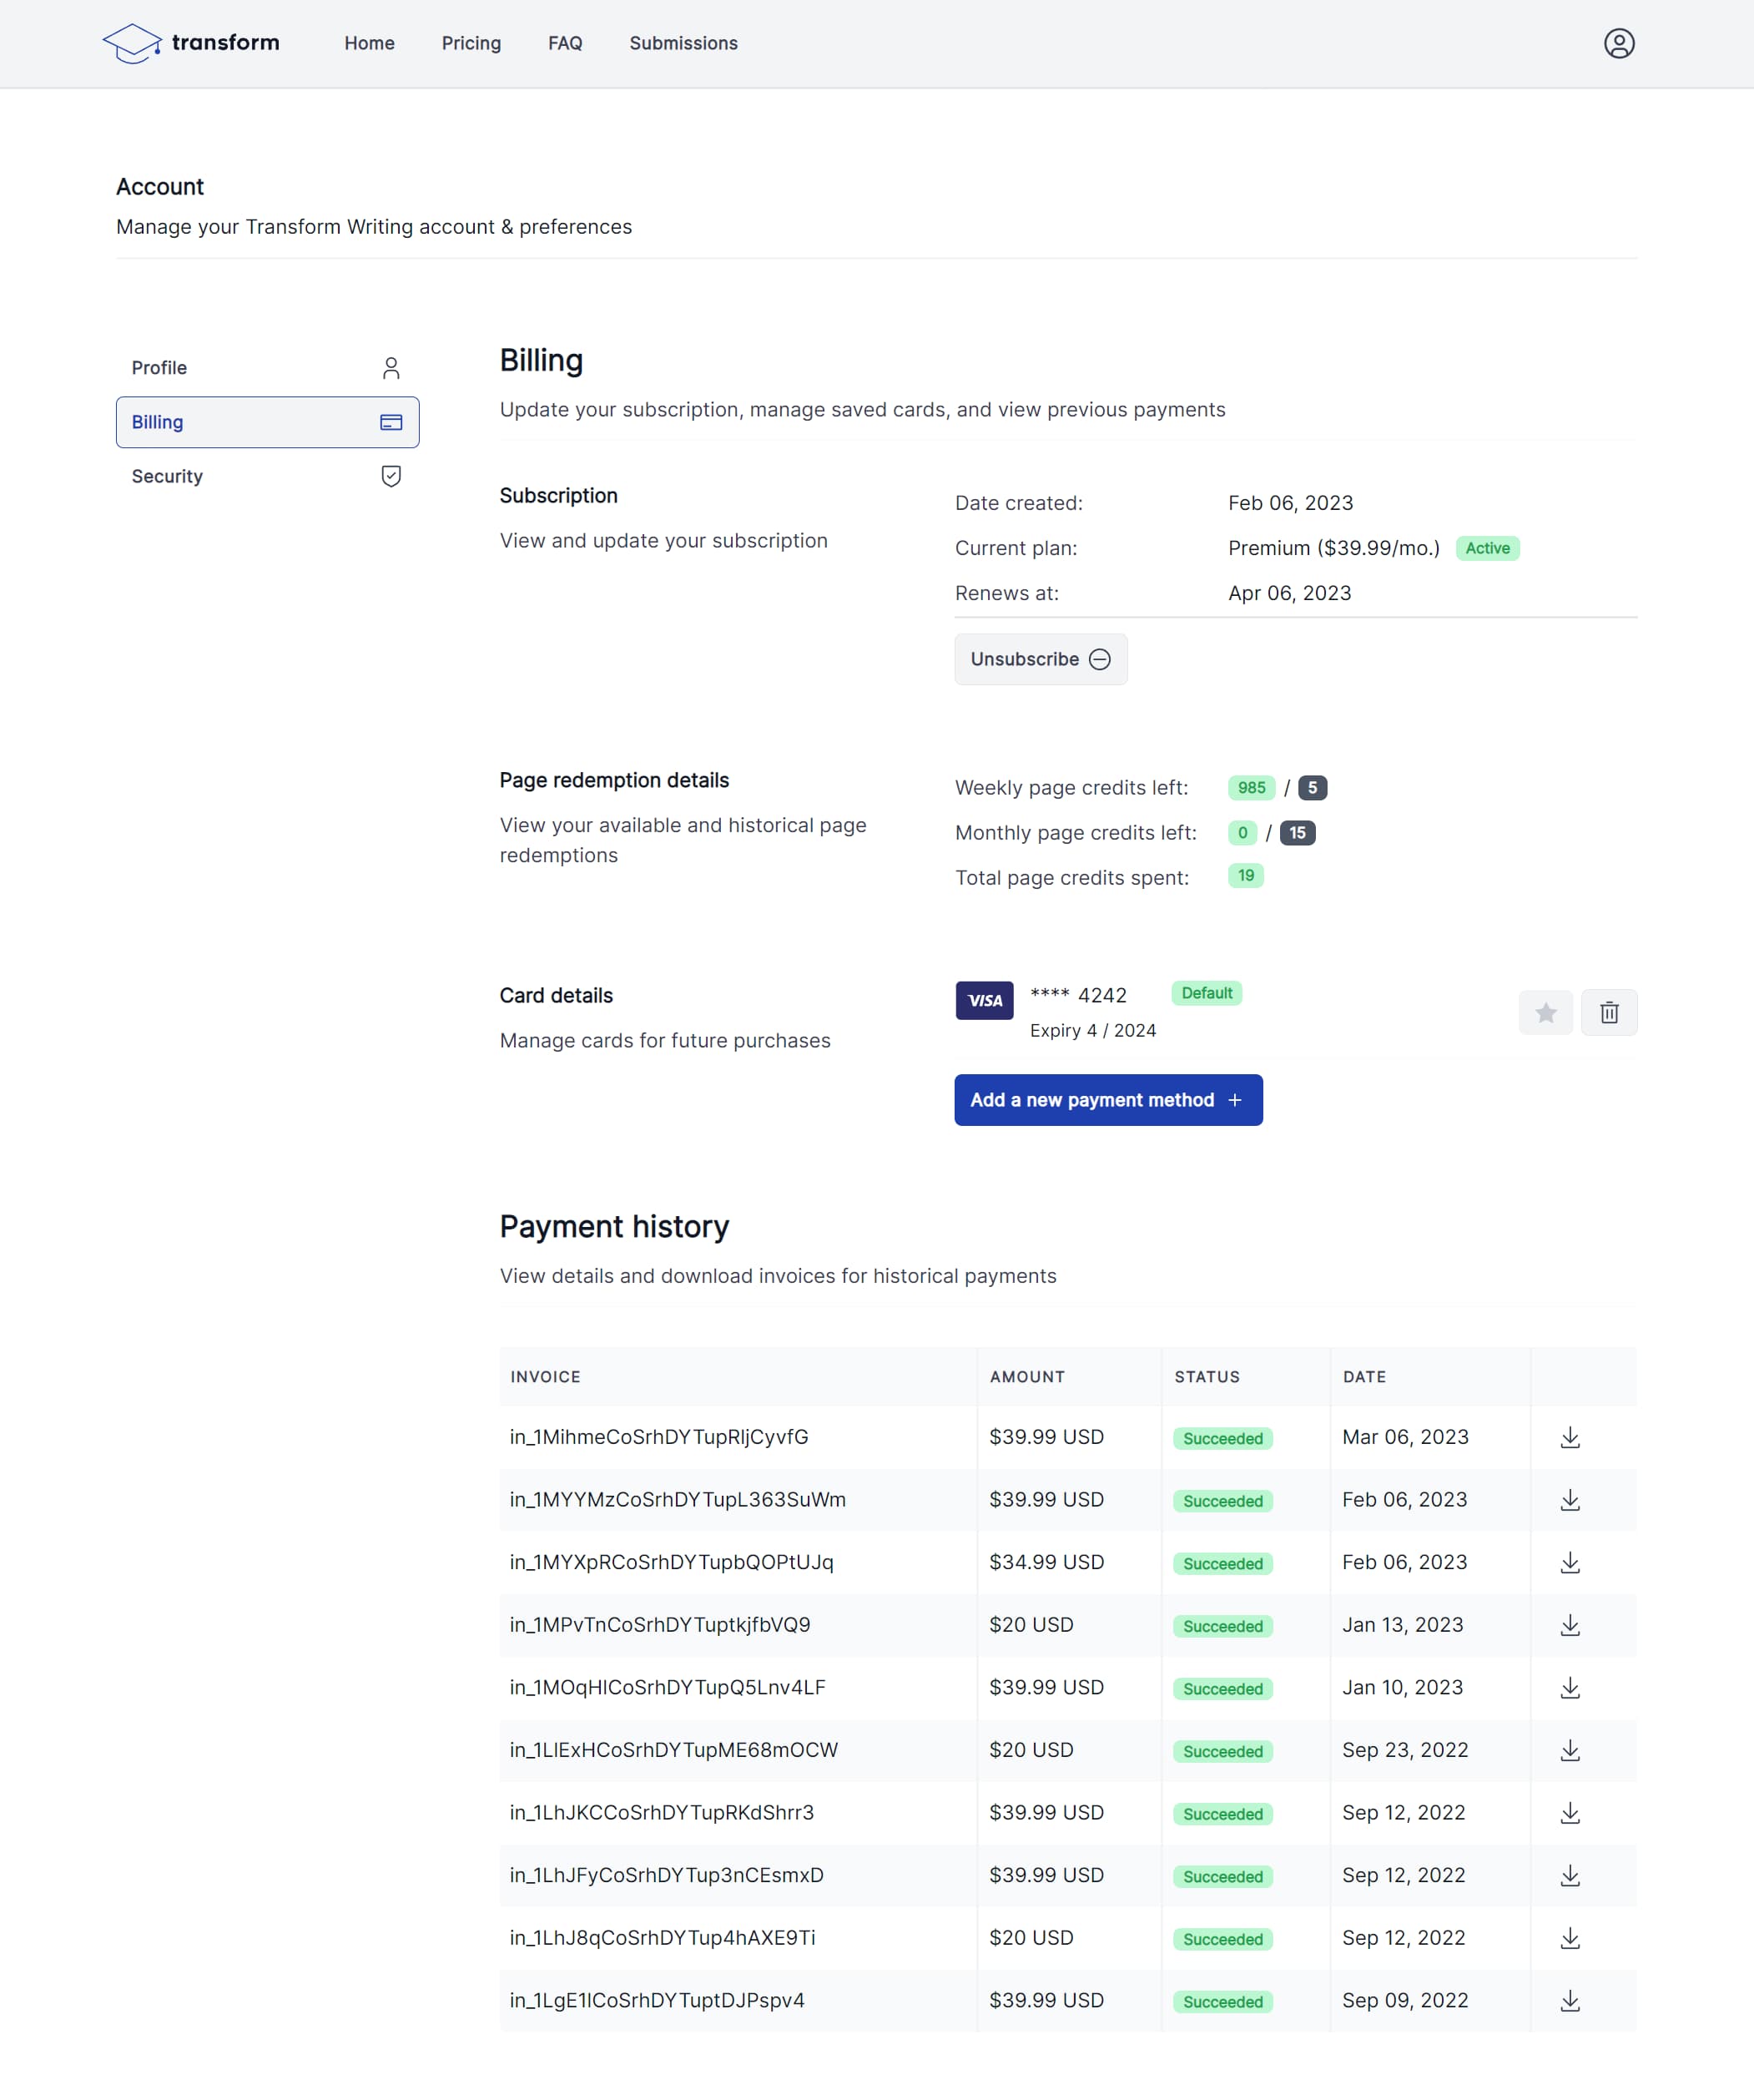 transform Home Pricing FAQ Submissions
Account
Manage your Transform Writing account & preferences
Profile
Billing
Security
Billing
Update your subscription, manage saved cards, and view previous payments
Subscription
View and update your subscription
Date created: Feb 06, 2023
Current plan: Premium ($39.99/mo.) Active
Renews at: Apr 06, 2023
Unsubscribe
Page redemption details
View your available and historical page
redemptions
Weekly page credits left: 985 / 5
Monthly page credits left: 0 / 15
Total page credits spent: 19
Card details
Manage cards for future purchases
VISA **** 4242 Default
Expiry 4 / 2024
Add a new payment method +
Payment history
View details and download invoices for historical payments
INVOICE AMOUNT STATUS DATE
in_1MihmeCoSrhDYTupRljCyvfG $39.99 USD Succeeded Mar 06, 2023
in_1MYYMzCoSrhDYTupL363SuWm $39.99 USD Succeeded Feb 06, 2023
in_1MYXpRCoSrhDYTupbQOPtUJq $34.99 USD Succeeded Feb 06, 2023
in_1MPvTnCoSrhDYTuptkjfbVQ9 $20 USD Succeeded Jan 13, 2023
in_1MOqHlCoSrhDYTupQ5Lnv4LF $39.99 USD Succeeded Jan 10, 2023
in_1LlExHCoSrhDYTupME68mOCW $20 USD Succeeded Sep 23, 2022
in_1LhJKCCoSrhDYTupRKdShrr3 $39.99 USD Succeeded Sep 12, 2022
in_1LhJFyCoSrhDYTup3nCEsmxD $39.99 USD Succeeded Sep 12, 2022
in_1LhJ8qCoSrhDYTup4hAXE9Ti $20 USD Succeeded Sep 12, 2022
in_1LgE1lCoSrhDYTuptDJPspv4 $39.99 USD Succeeded Sep 09, 2022